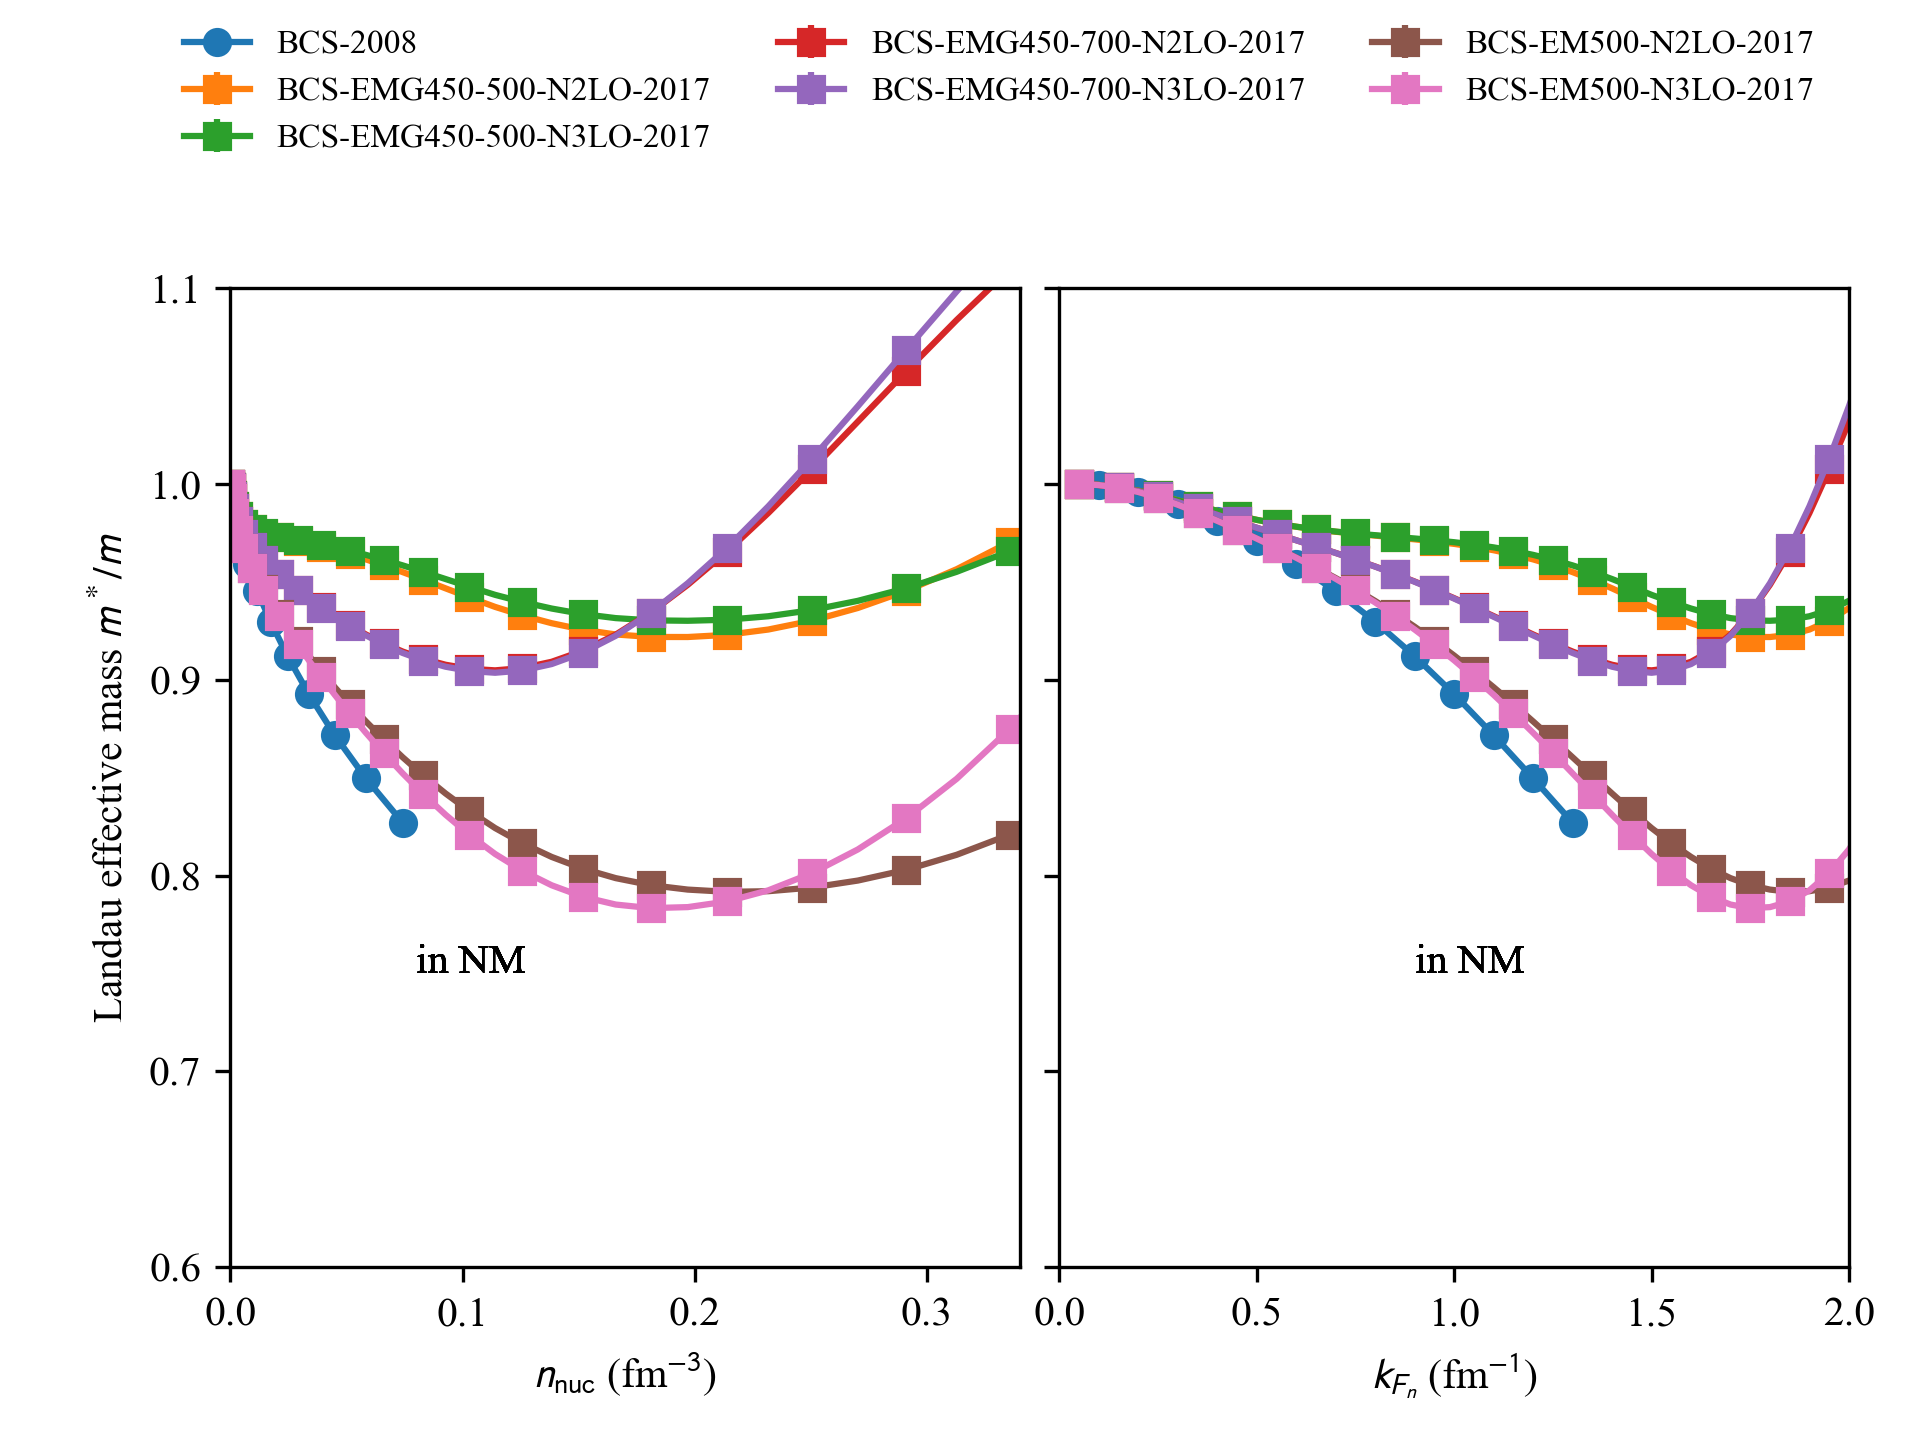 BCS-2008
BCS-EMG450-500-N2LO-2017
BCS-EMG450-500-N3LO-2017
BCS-EMG450-700-N2LO-2017
BCS-EMG450-700-N3LO-2017
BCS-EM500-N2LO-2017
BCS-EM500-N3LO-2017
Landau effective mass m*/m
1.1
1.0
0.9
0.8
0.7
0.6
in NM
0.0 0.1 0.2 0.3
n_nuc (fm⁻³)
in NM
0.0 0.5 1.0 1.5 2.0
k_{F_n} (fm⁻¹)